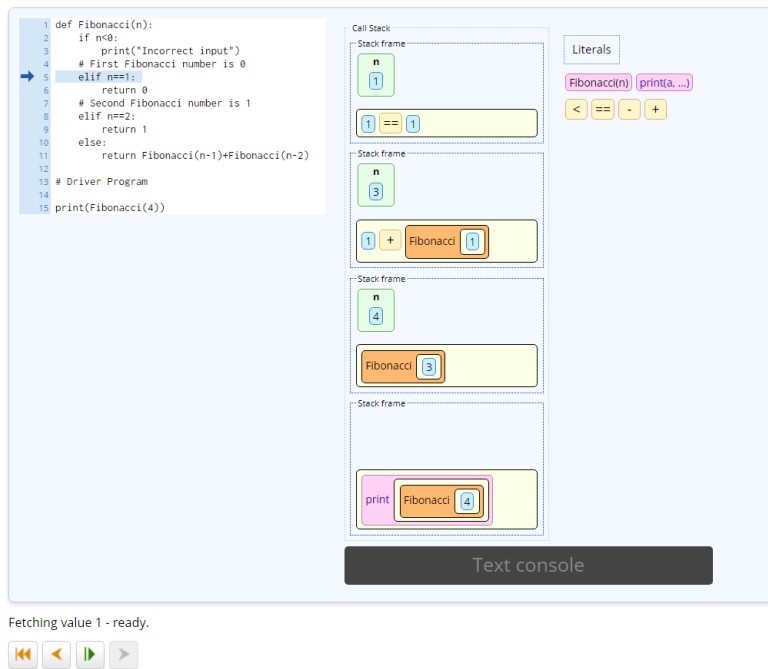 1 def Fibonacci(n):
2 if n<0:
3 print("Incorrect input")
4 # First Fibonacci number is 0
5 elif n==1:
6 return 0
7 # Second Fibonacci number is 1
8 elif n==2:
9 return 1
10 else:
11 return Fibonacci(n-1)+Fibonacci(n-2)
12
13 # Driver Program
14
15 print(Fibonacci(4))
Call Stack
Stack frame
n
1
1 == 1
Stack frame
n
3
1 + Fibonacci 1
Stack frame
n
4
Fibonacci 3
Stack frame
print Fibonacci 4
Literals
Fibonacci(n) print(a, ...)
< == - +
Text console
Fetching value 1 - ready.